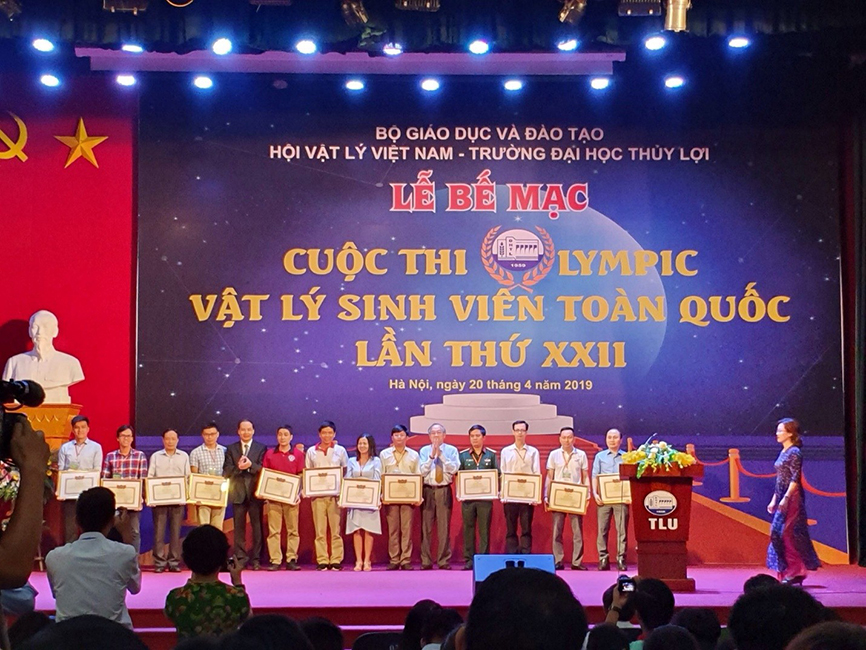 BỘ GIÁO DỤC VÀ ĐÀO TẠO
HỘI VẬT LÝ VIỆT NAM - TRƯỜNG ĐẠI HỌC THỦY LỢI
LỄ BẾ MẠC
CUỘC THI OLYMPIC
1959
VẬT LÝ SINH VIÊN TOÀN QUỐC
LẦN THỨ XXII
Hà Nội, ngày 20 tháng 4 năm 2019
TLU